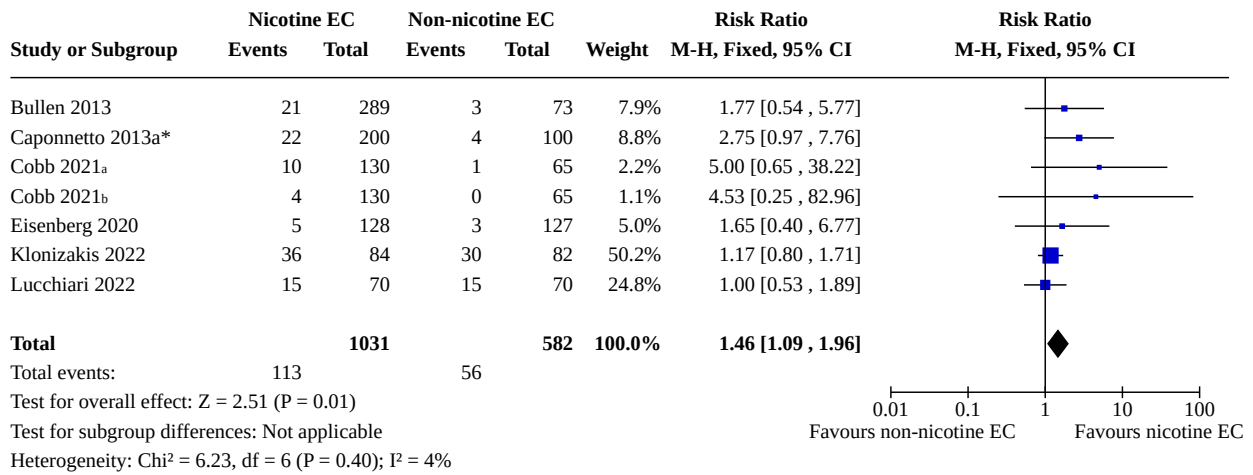 Nicotine EC Non-nicotine EC Risk Ratio Risk Ratio
Study or Subgroup Events Total Events Total Weight M-H, Fixed, 95% CI M-H, Fixed, 95% CI
Bullen 2013 21 289 3 73 7.9% 1.77 [0.54 , 5.77]
Caponnetto 2013a* 22 200 4 100 8.8% 2.75 [0.97 , 7.76]
Cobb 2021a 10 130 1 65 2.2% 5.00 [0.65 , 38.22]
Cobb 2021b 4 130 0 65 1.1% 4.53 [0.25 , 82.96]
Eisenberg 2020 5 128 3 127 5.0% 1.65 [0.40 , 6.77]
Klonizakis 2022 36 84 30 82 50.2% 1.17 [0.80 , 1.71]
Lucchiari 2022 15 70 15 70 24.8% 1.00 [0.53 , 1.89]
Total 1031 582 100.0% 1.46 [1.09 , 1.96]
Total events: 113 56
Test for overall effect: Z = 2.51 (P = 0.01)
Test for subgroup differences: Not applicable
Heterogeneity: Chi² = 6.23, df = 6 (P = 0.40); I² = 4%
0.01 0.1 1 10 100
Favours non-nicotine EC Favours nicotine EC